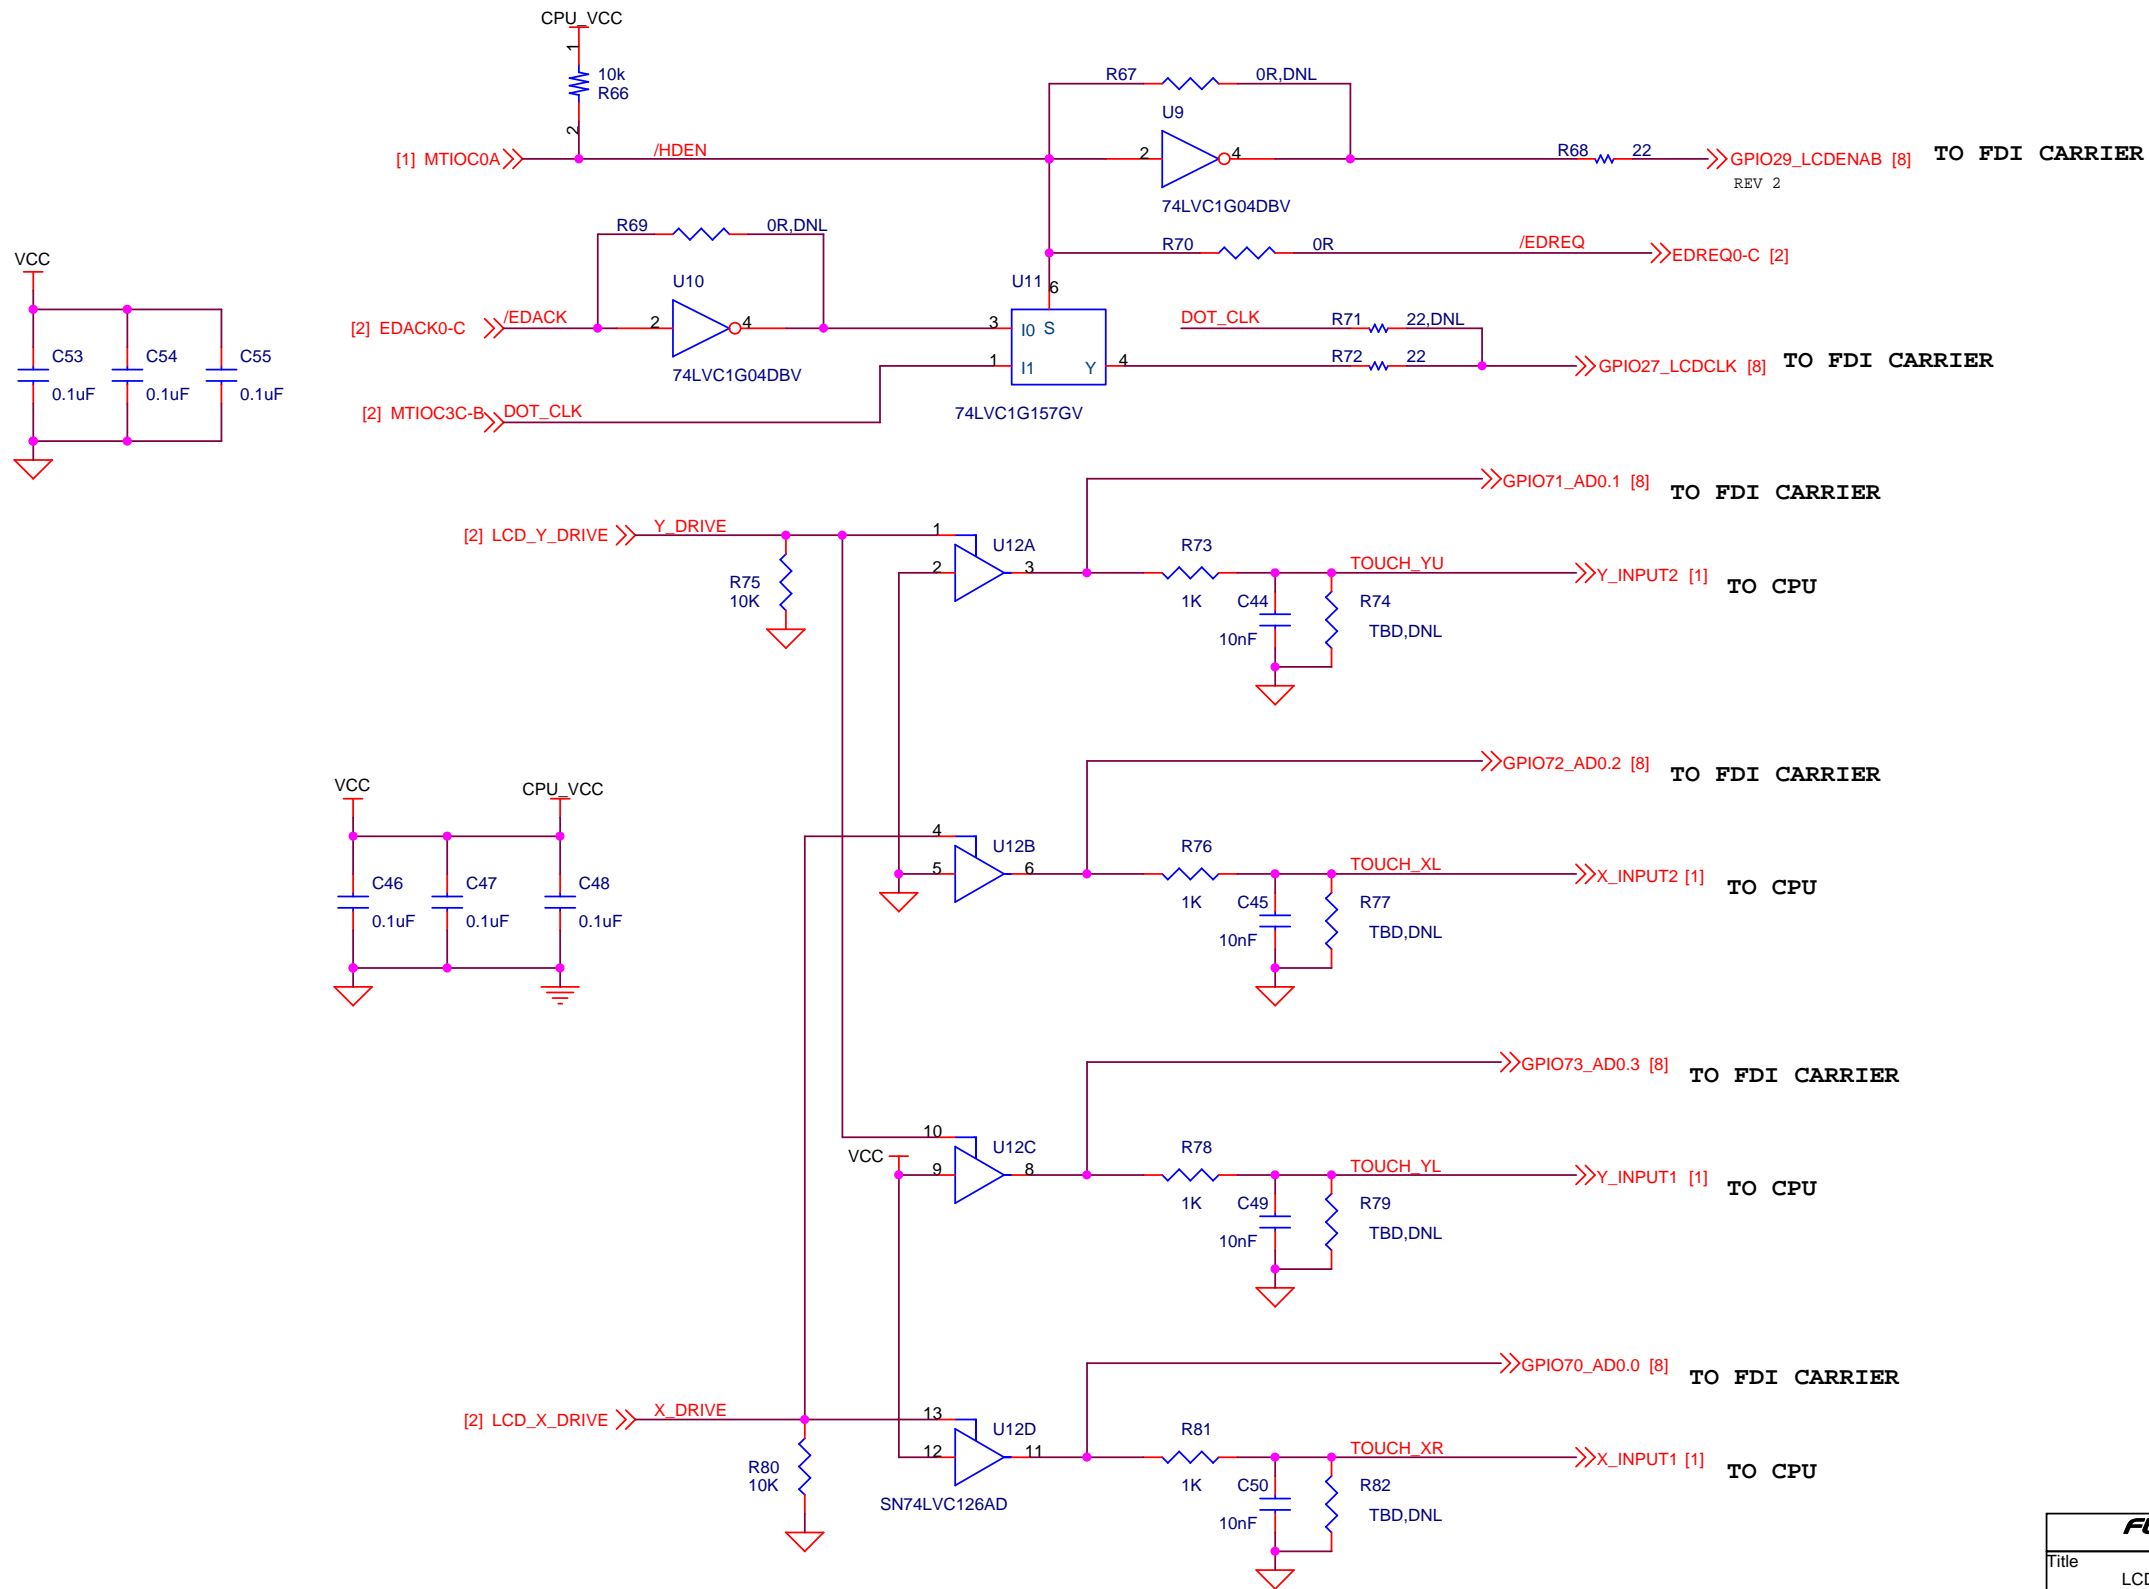 CPU_VCC
1
10k
R66
2
[1] MTIOC0A
/HDEN
R67 0R,DNL
U9
2 4
74LVC1G04DBV
R68 22
GPIO29_LCDENAB [8]
TO FDI CARRIER
REV 2
R69 0R,DNL
U10
[2] EDACK0-C
/EDACK
2 4
74LVC1G04DBV
R70 0R
/EDREQ
EDREQ0-C [2]
U11
6
3 I0 S
1 I1 Y 4
74LVC1G157GV
DOT_CLK
R71 22,DNL
R72 22
GPIO27_LCDCLK [8]
TO FDI CARRIER
[2] MTIOC3C-B
DOT_CLK
VCC
C53 C54 C55
0.1uF 0.1uF 0.1uF
GPIO71_AD0.1 [8]
TO FDI CARRIER
[2] LCD_Y_DRIVE
Y_DRIVE
1
U12A
2 3
R75
10K
R73
1K
TOUCH_YU
Y_INPUT2 [1]
TO CPU
C44
10nF
R74
TBD,DNL
GPIO72_AD0.2 [8]
TO FDI CARRIER
VCC
CPU_VCC
C46 C47 C48
0.1uF 0.1uF 0.1uF
4
U12B
5 6
R76
1K
TOUCH_XL
X_INPUT2 [1]
TO CPU
C45
10nF
R77
TBD,DNL
GPIO73_AD0.3 [8]
TO FDI CARRIER
10
U12C
VCC
9 8
R78
1K
TOUCH_YL
Y_INPUT1 [1]
TO CPU
C49
10nF
R79
TBD,DNL
GPIO70_AD0.0 [8]
TO FDI CARRIER
[2] LCD_X_DRIVE
X_DRIVE
13
U12D
12 11
R80
10K
SN74LVC126AD
R81
1K
TOUCH_XR
X_INPUT1 [1]
TO CPU
C50
10nF
R82
TBD,DNL
Title